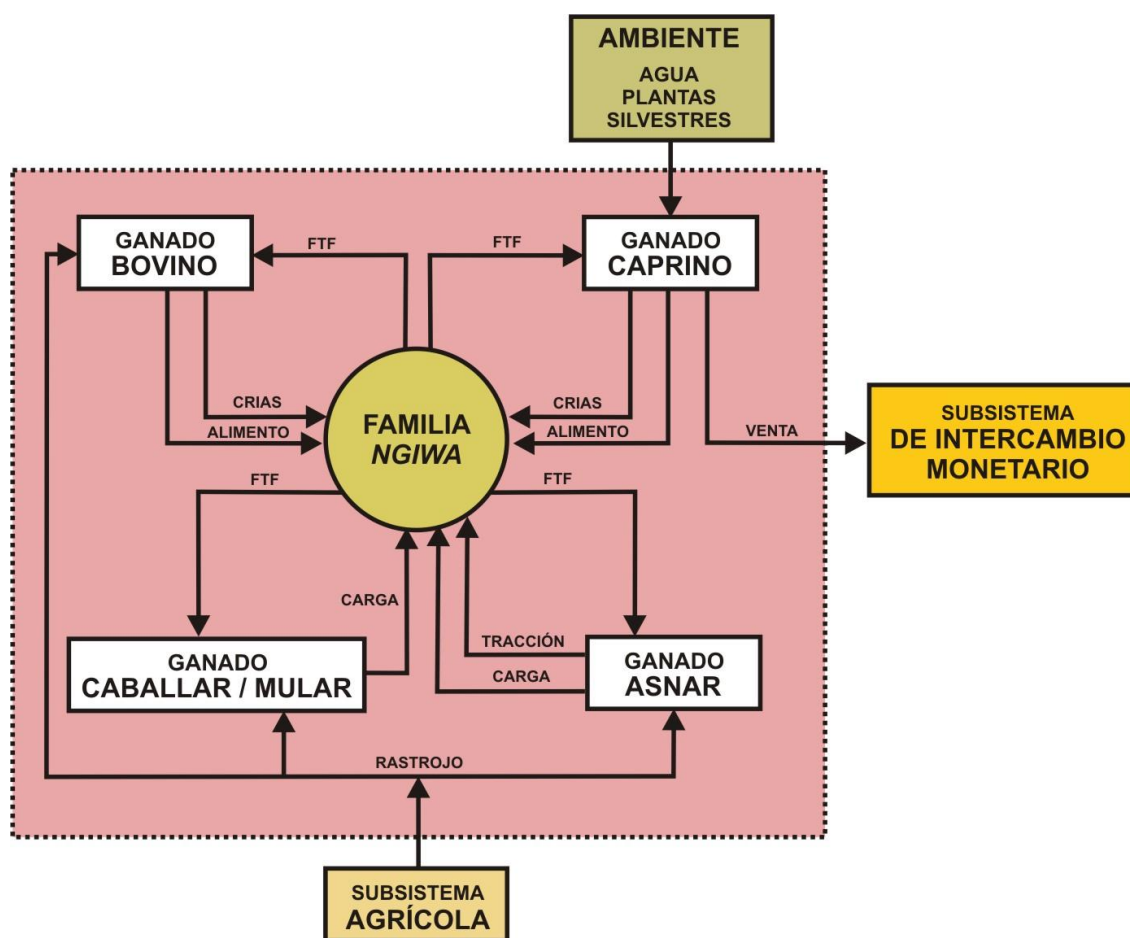 AMBIENTE
AGUA
PLANTAS
SILVESTRES
GANADO
BOVINO
FTF
FTF
GANADO
CAPRINO
CRIAS
ALIMENTO
FAMILIA
NGIWA
CRIAS
ALIMENTO
VENTA
SUBSISTEMA
DE INTERCAMBIO
MONETARIO
FTF
FTF
CARGA
TRACCIÓN
CARGA
GANADO
CABALLAR / MULAR
GANADO
ASNAR
RASTROJO
SUBSISTEMA
AGRÍCOLA